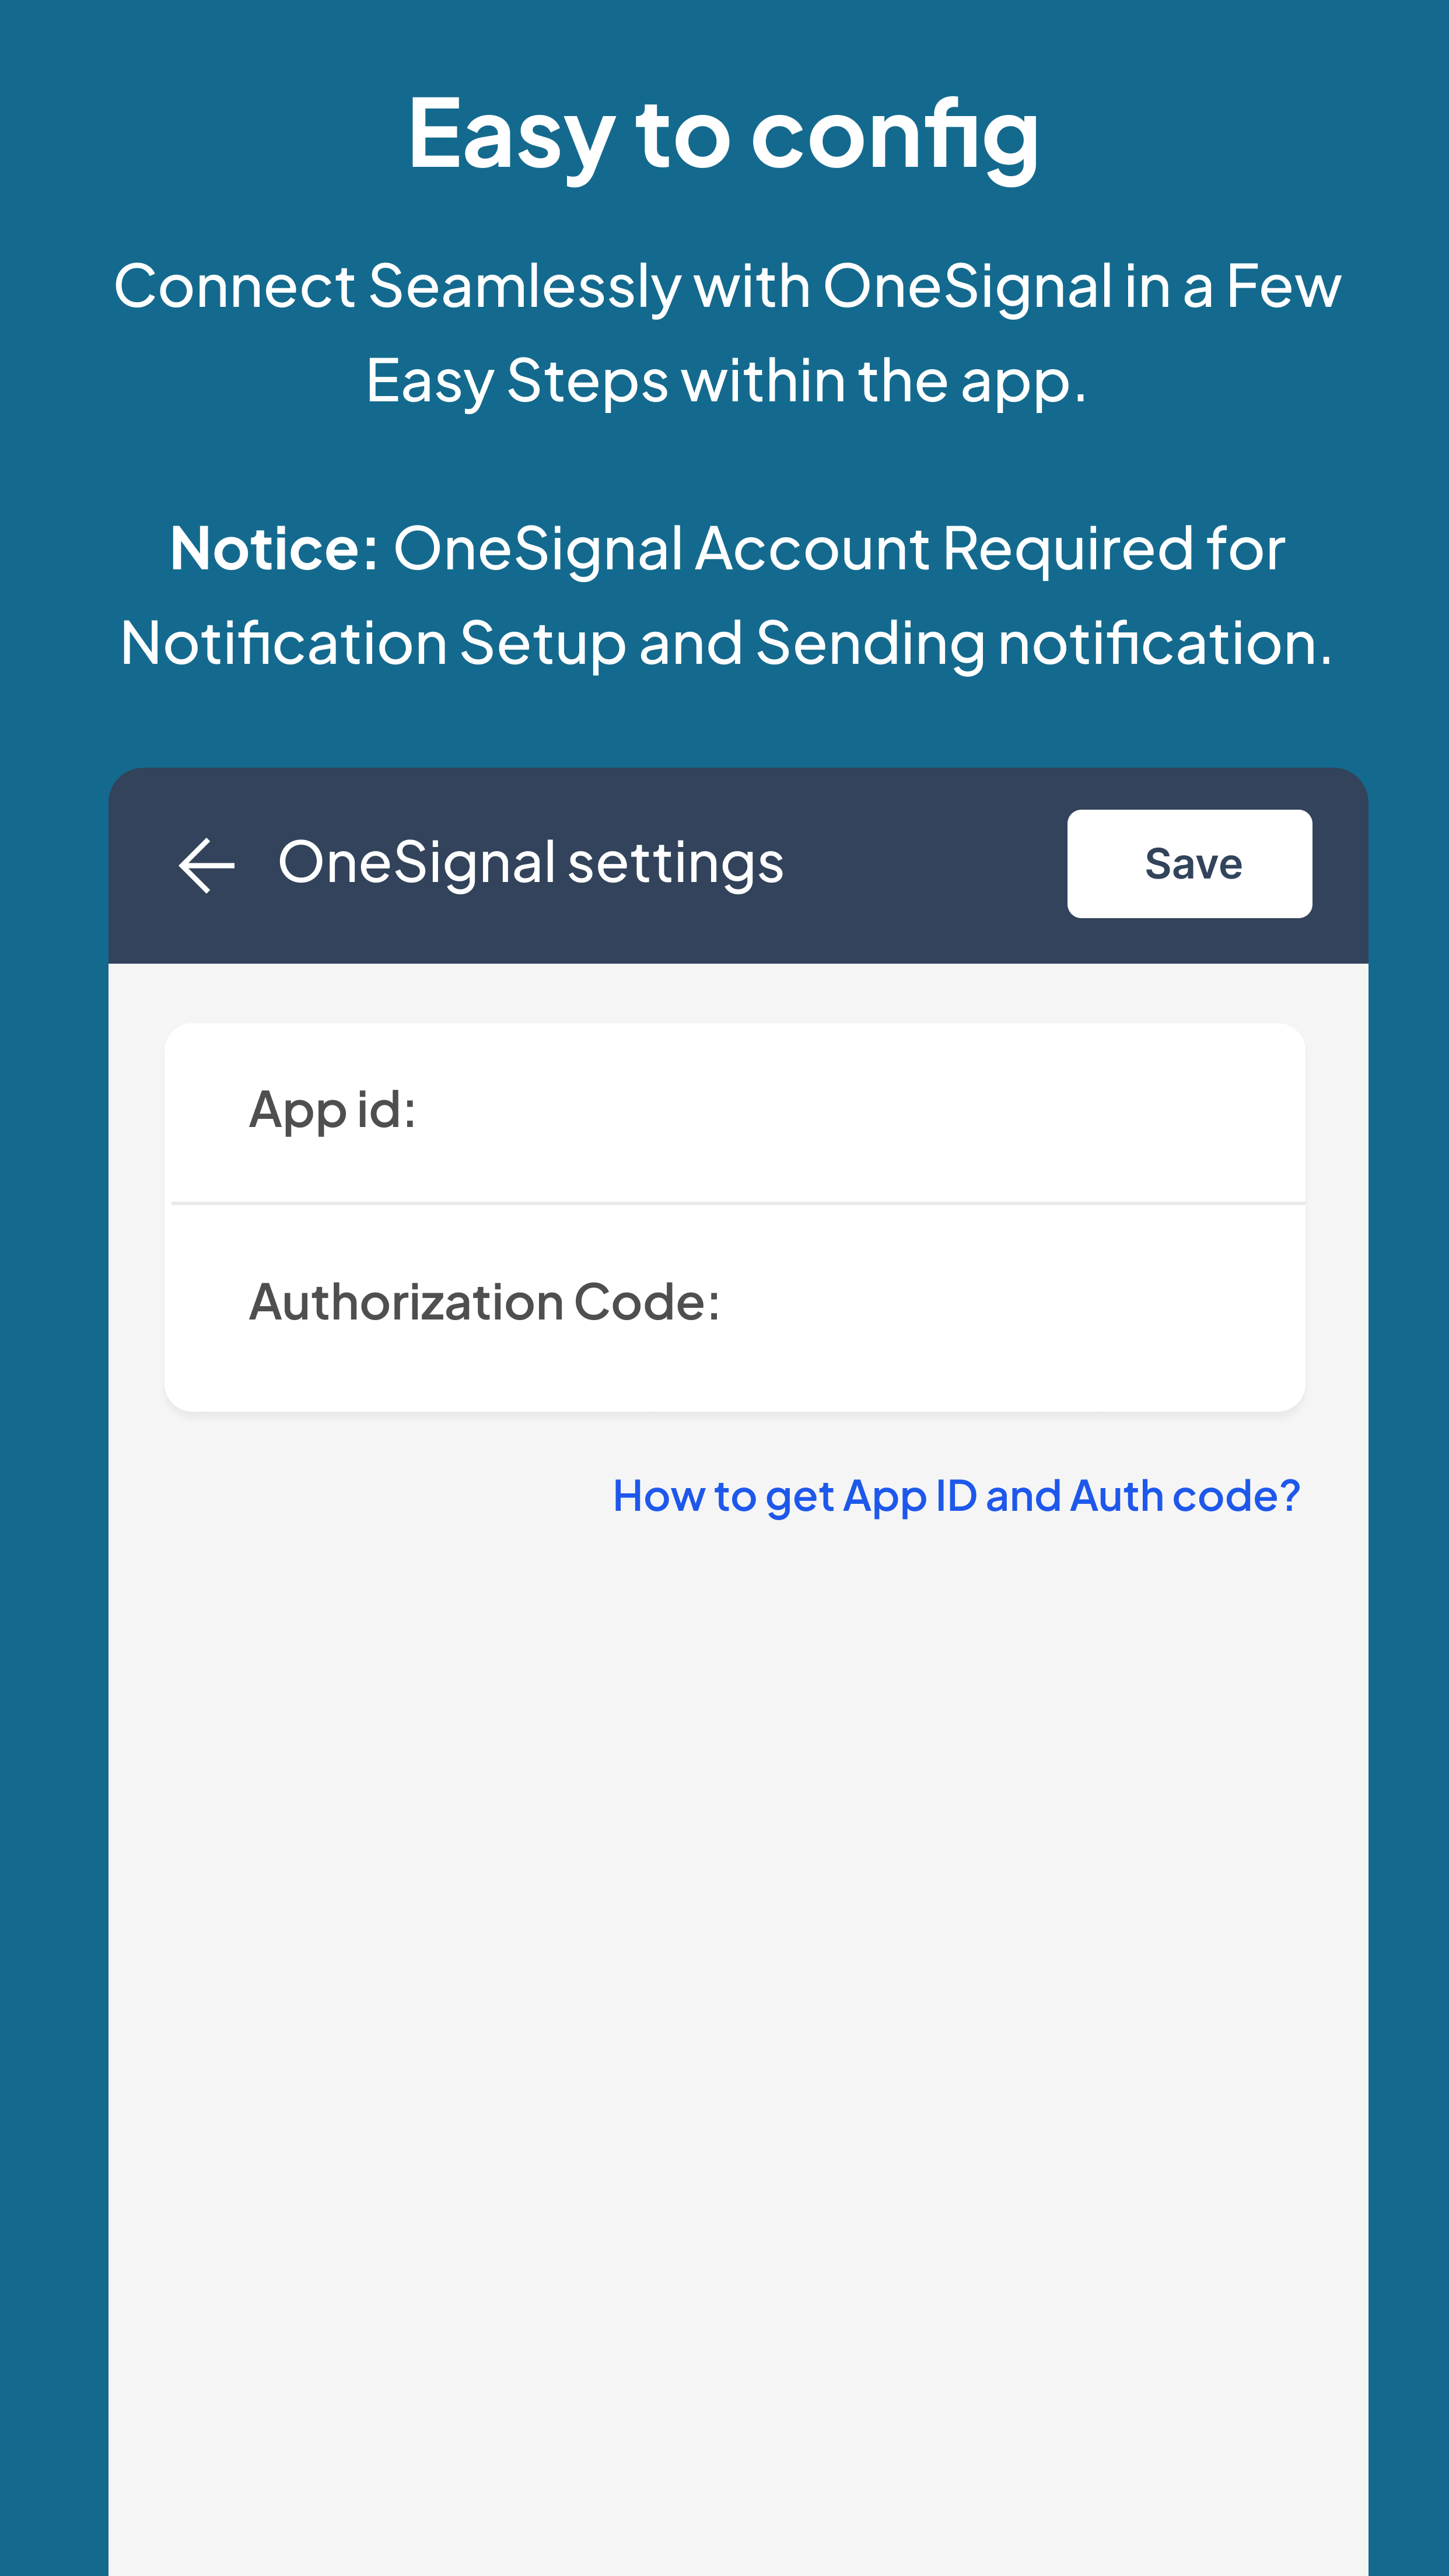 Easy to config
Connect Seamlessly with OneSignal in a Few
Easy Steps within the app.
Notice: OneSignal Account Required for
Notification Setup and Sending notification.
OneSignal settings
Save
App id:
Authorization Code:
How to get App ID and Auth code?